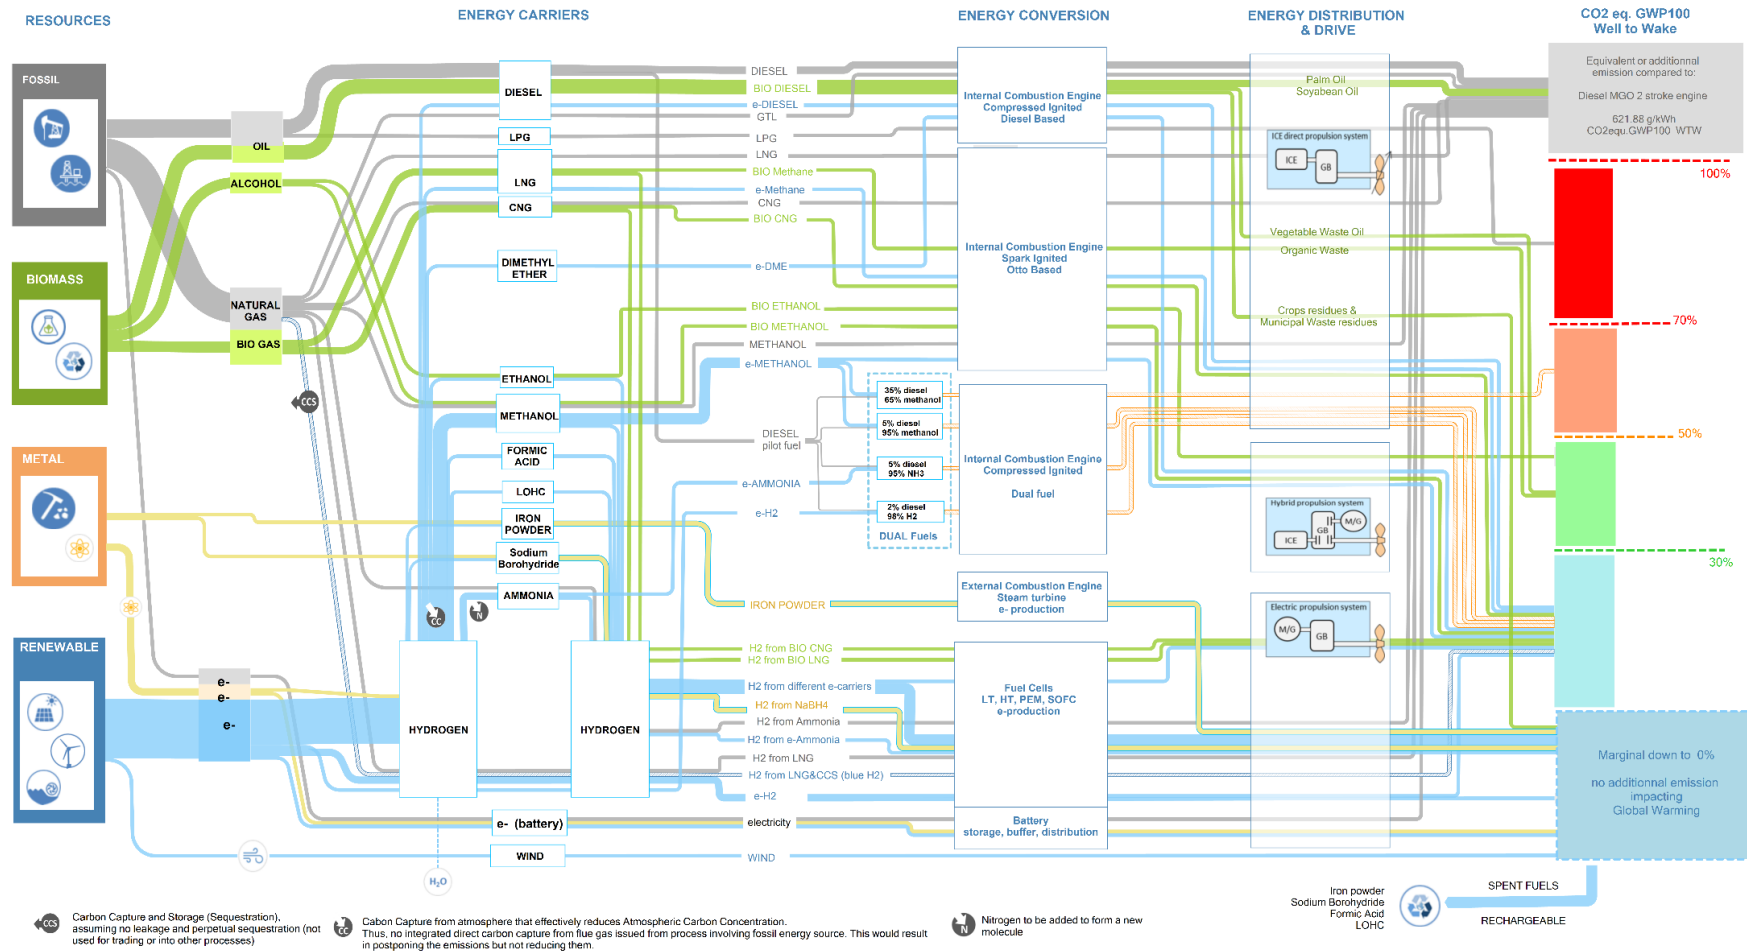 RESOURCES
ENERGY CARRIERS
ENERGY CONVERSION
ENERGY DISTRIBUTION
& DRIVE
CO2 eq. GWP100
Well to Wake
FOSSIL
BIOMASS
METAL
RENEWABLE
OIL
ALCOHOL
NATURAL
GAS
BIO GAS
CCS
e-
e-
e-
DIESEL
LPG
LNG
CNG
DIMETHYL
ETHER
ETHANOL
METHANOL
FORMIC
ACID
LOHC
IRON
POWDER
Sodium
Borohydride
AMMONIA
CC
N
HYDROGEN
HYDROGEN
e- (battery)
WIND
H2O
DIESEL
BIO DIESEL
e-DIESEL
GTL
LPG
LNG
BIO Methane
e-Methane
CNG
BIO CNG
e-DME
BIO ETHANOL
BIO METHANOL
METHANOL
e-METHANOL
DIESEL
pilot fuel
e-AMMONIA
e-H2
IRON POWDER
H2 from BIO CNG
H2 from BIO LNG
H2 from different e-carriers
H2 from NaBH4
H2 from Ammonia
H2 from e-Ammonia
H2 from LNG
H2 from LNG&CCS (blue H2)
e-H2
electricity
WIND
35% diesel
65% methanol
5% diesel
95% methanol
5% diesel
95% NH3
2% diesel
98% H2
DUAL Fuels
Internal Combustion Engine
Compressed Ignited
Diesel Based
Internal Combustion Engine
Spark Ignited
Otto Based
Internal Combustion Engine
Compressed Ignited
Dual fuel
External Combustion Engine
Steam turbine
e- production
Fuel Cells
LT, HT, PEM, SOFC
e-production
Battery
storage, buffer, distribution
Palm Oil
Soyabean Oil
ICE direct propulsion system
ICE
GB
Vegetable Waste Oil
Organic Waste
Crops residues &
Municipal Waste residues
Hybrid propulsion system
ICE
GB
M/G
Electric propulsion system
M/G
GB
Equivalent or additionnal
emission compared to:
Diesel MGO 2 stroke engine
621.88 g/kWh
CO2equ.GWP100 WTW
100%
70%
50%
30%
Marginal down to 0%
no additionnal emission
impacting
Global Warming
Iron powder
Sodium Borohydride
Formic Acid
LOHC
SPENT FUELS
RECHARGEABLE
CCS
Carbon Capture and Storage (Sequestration),
assuming no leakage and perpetual sequestration (not
used for trading or into other processes)
CC
Cabon Capture from atmosphere that effectively reduces Atmospheric Carbon Concentration.
Thus, no integrated direct carbon capture from flue gas issued from process involving fossil energy source. This would result
in postponing the emissions but not reducing them.
N
Nitrogen to be added to form a new
molecule